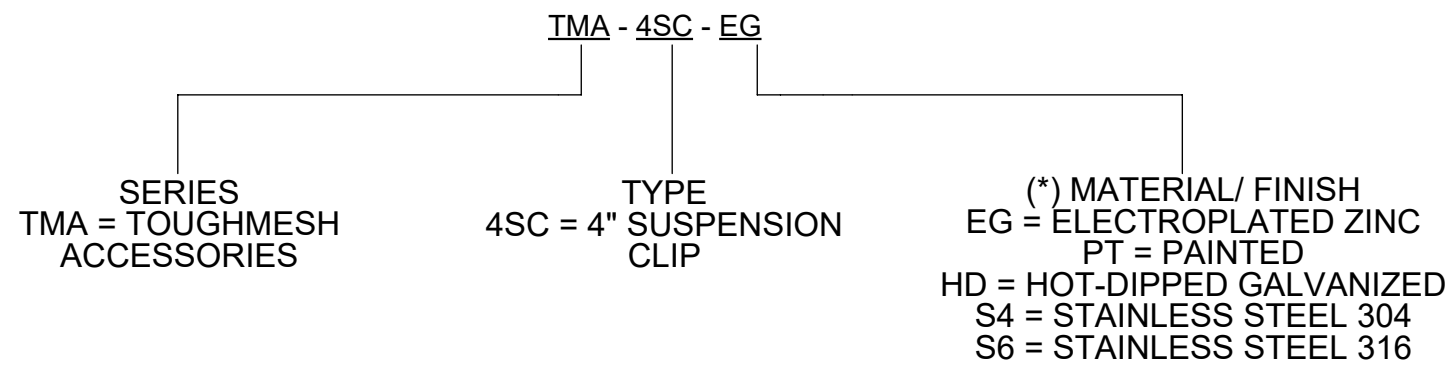 TMA - 4SC - EG
SERIES
TMA = TOUGHMESH
ACCESSORIES
TYPE
4SC = 4" SUSPENSION
CLIP
(*) MATERIAL/ FINISH
EG = ELECTROPLATED ZINC
PT = PAINTED
HD = HOT-DIPPED GALVANIZED
S4 = STAINLESS STEEL 304
S6 = STAINLESS STEEL 316